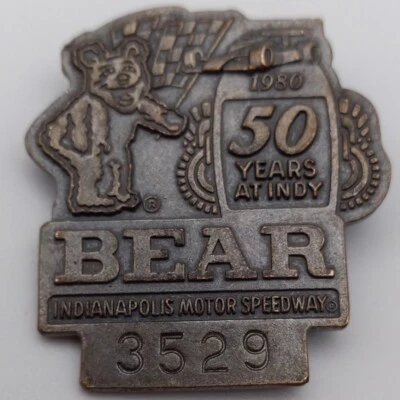 1980
50
YEARS
AT INDY
®
BEAR
INDIANAPOLIS MOTOR SPEEDWAY®
3529